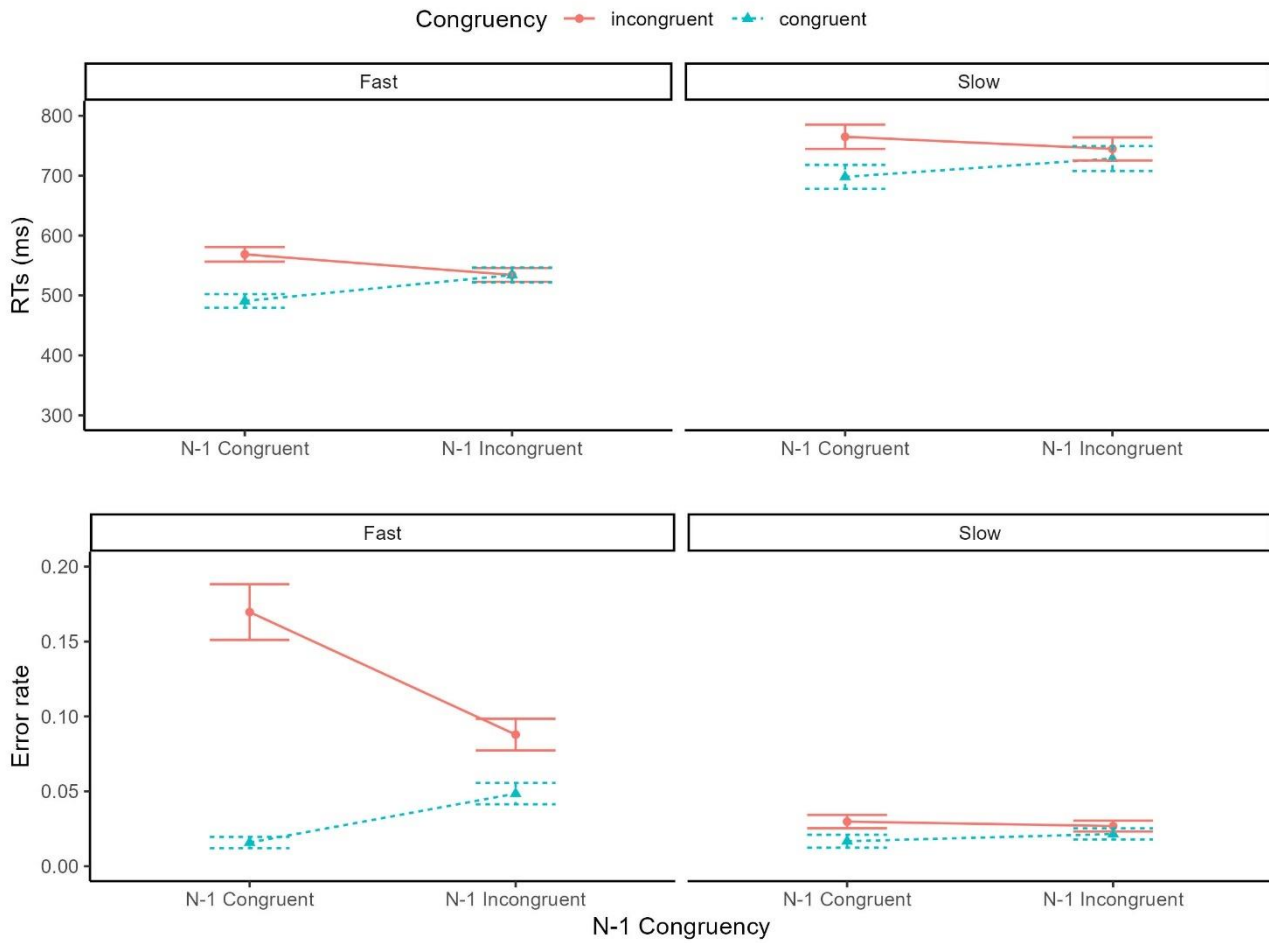 Congruency incongruent congruent
Fast Slow
800
700
600
500
400
300
RTs (ms)
N-1 Congruent N-1 Incongruent N-1 Congruent N-1 Incongruent
Fast Slow
0.20
0.15
0.10
0.05
0.00
Error rate
N-1 Congruent N-1 Incongruent N-1 Congruent N-1 Incongruent
N-1 Congruency